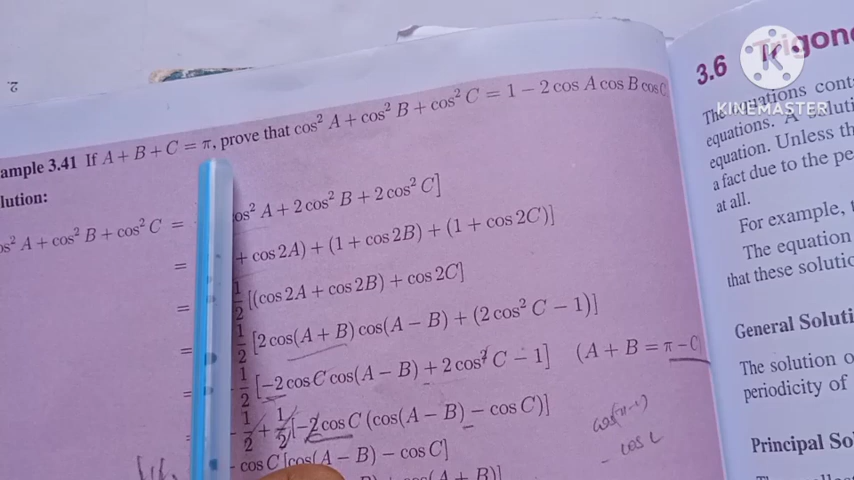 ample 3.41 If A + B + C = π, prove that cos² A + cos² B + cos² C = 1 − 2 cos A cos B cos C
lution:
os² A + cos² B + cos² C = os² A + 2 cos² B + 2 cos² C]
= + cos 2A) + (1 + cos 2B) + (1 + cos 2C)]
= 1/2 [(cos 2A + cos 2B) + cos 2C]
= 1/2 [2 cos(A + B) cos(A − B) + (2 cos² C − 1)]
= 1/2 [−2 cos C cos(A − B) + 2 cos² C − 1] (A + B = π − C
= 1/2 + 1/2 [−2 cos C (cos(A − B) − cos C)]
− cos C [cos(A − B) − cos C]
(A + B)]
cos(π−c)
− cos C
3.6 Trigon
KINEMASTER
The equations cont
equations. A soluti
equation. Unless th
a fact due to the pe
at all.
For example,
The equation
that these solutio
General Soluti
The solution o
periodicity of
Principal So
2.